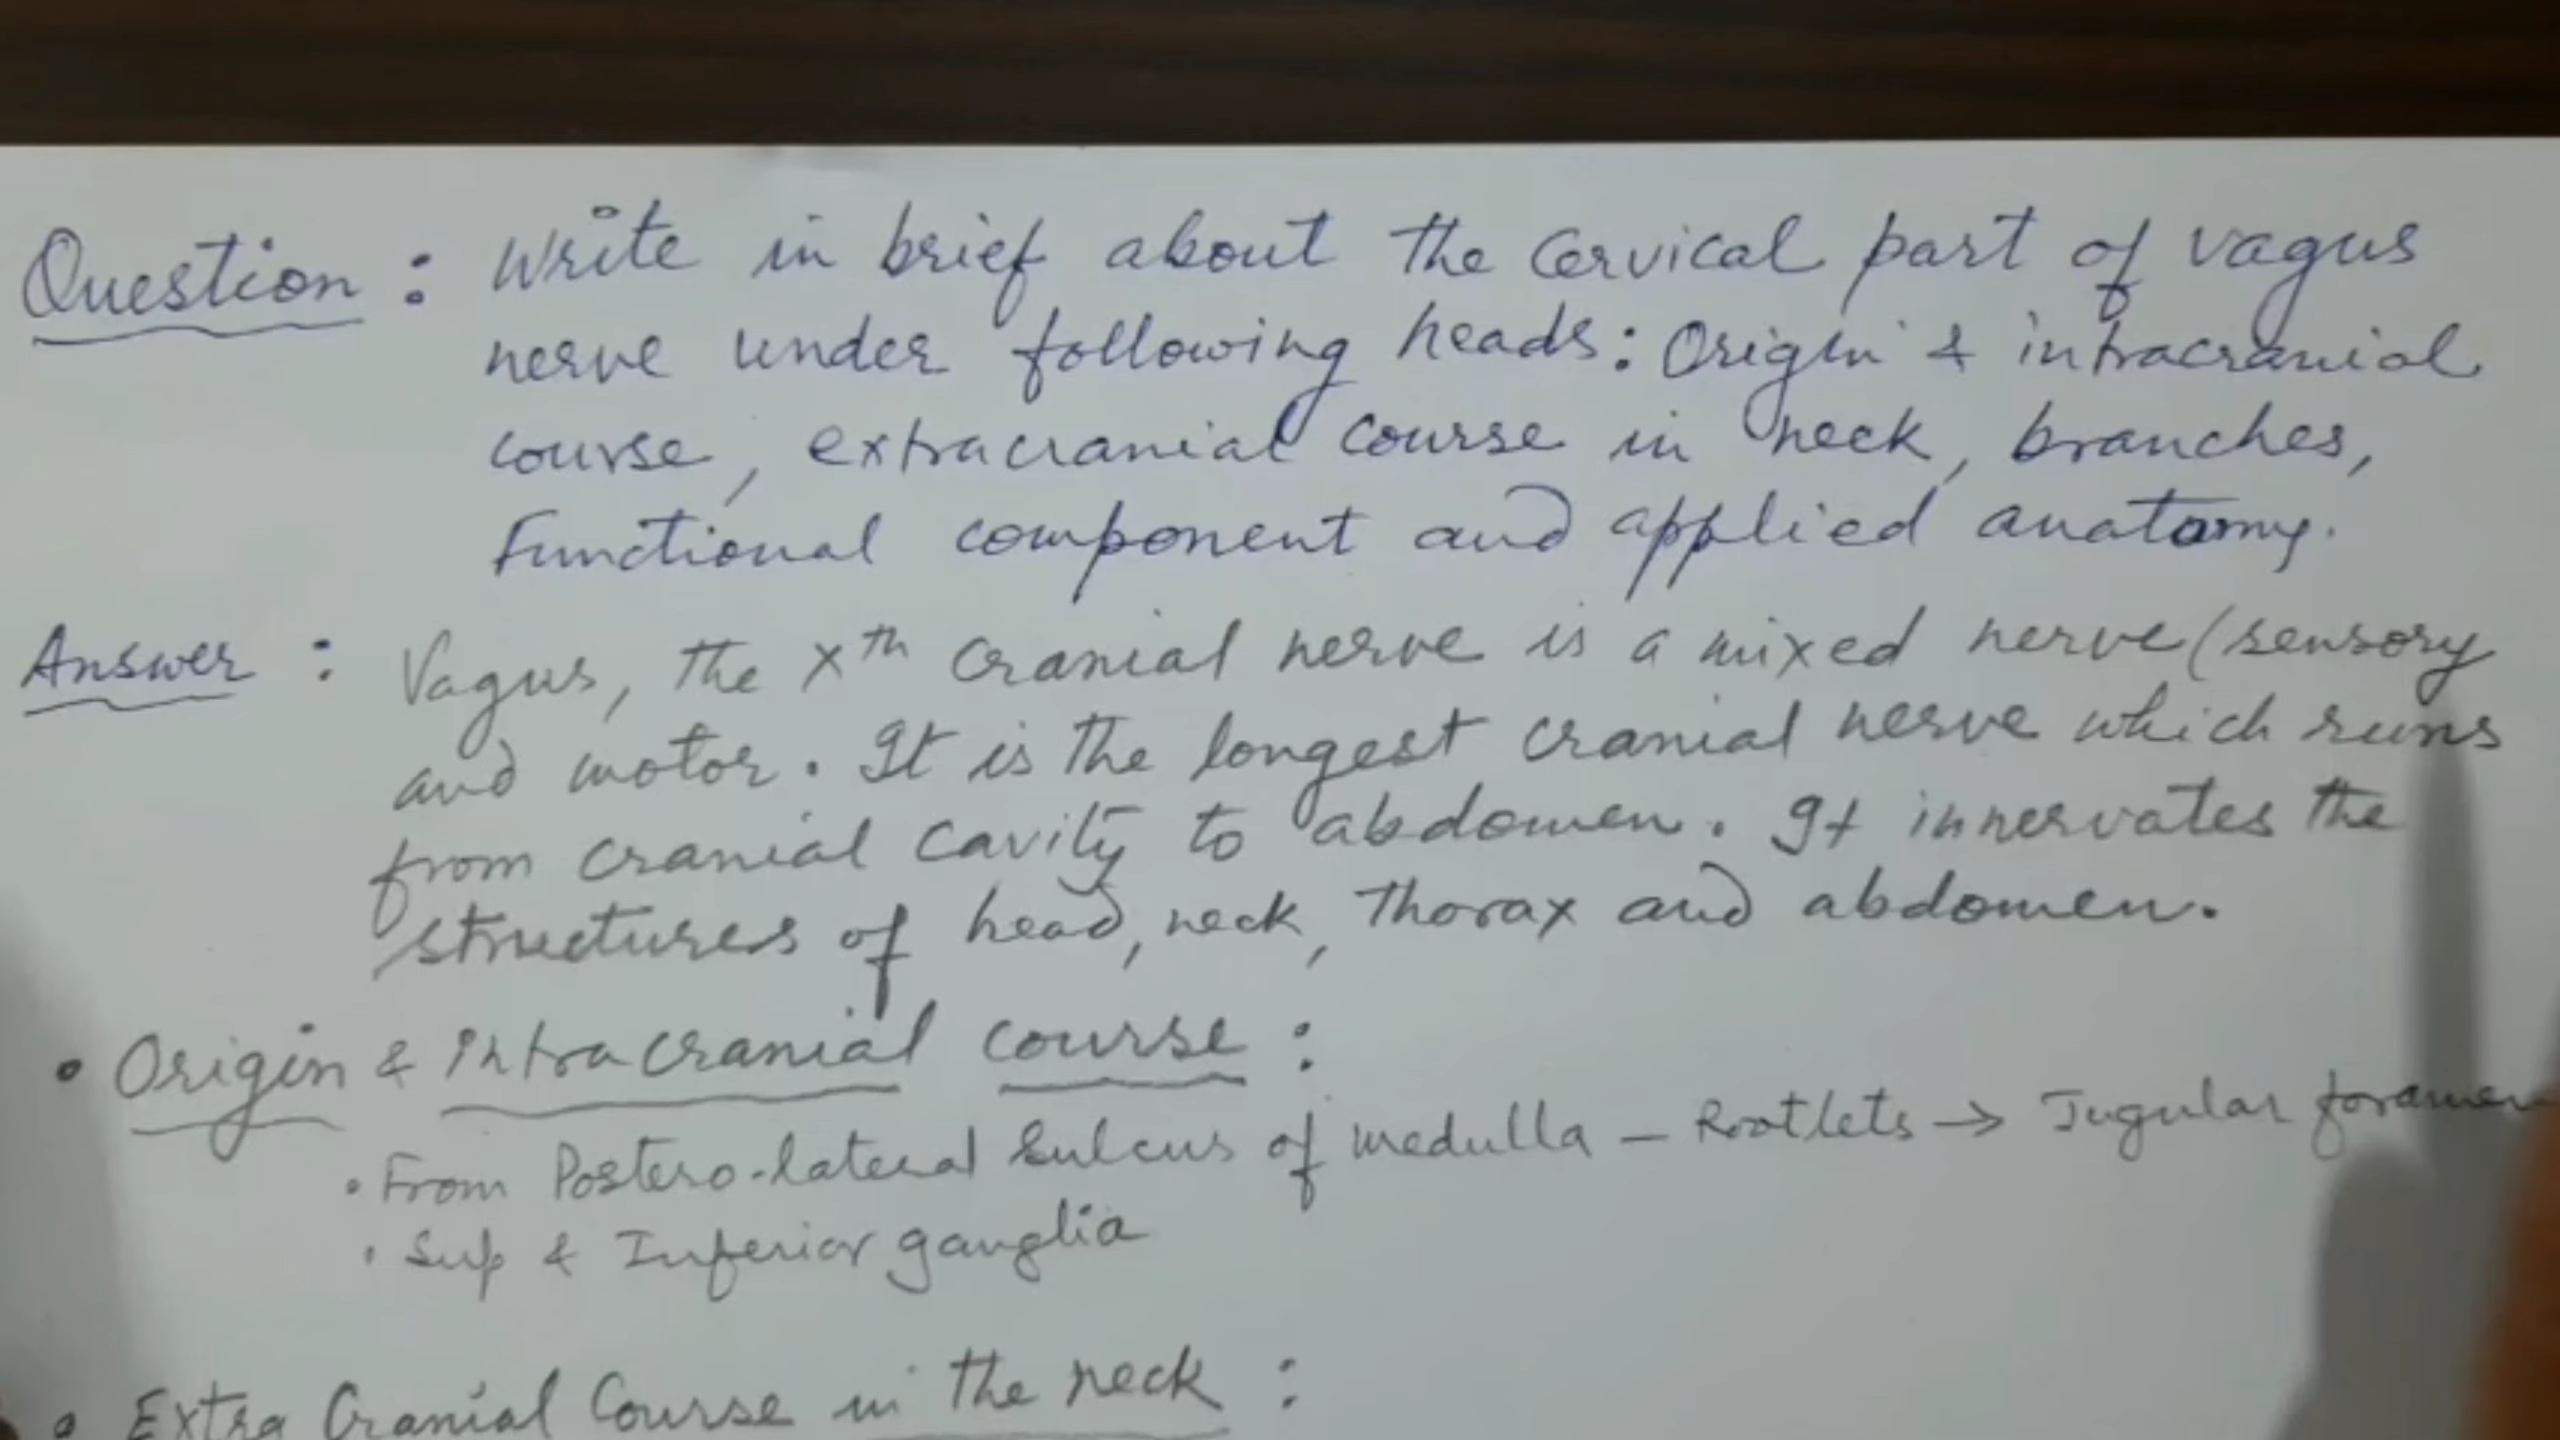 Question : Write in brief about the Cervical part of vagus
nerve under following heads: Origin & intracranial
course, extracranial course in neck, branches,
Functional component and applied anatomy.
Answer : Vagus, the Xth cranial nerve is a mixed nerve (sensory
and motor. It is the longest cranial nerve which runs
from cranial cavity to abdomen. It innervates the
structures of head, neck, Thorax and abdomen.
• Origin & Intracranial course :
• From Postero-lateral Sulcus of medulla – Rootlets → Jugular foramen
• Sup & Inferior ganglia
• Extra Cranial Course in the neck :